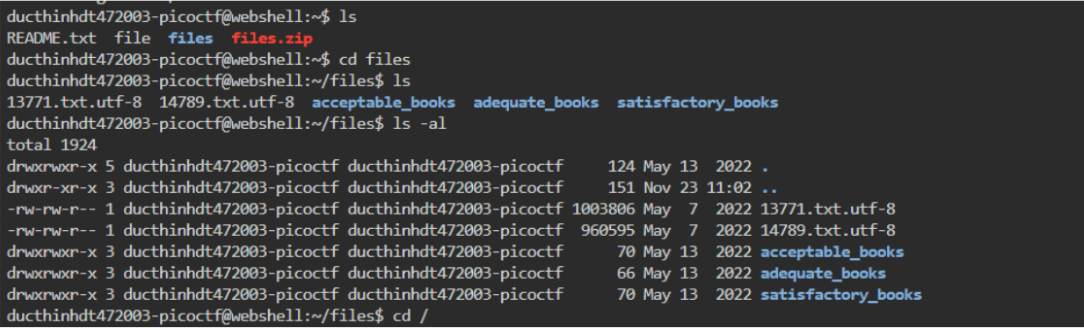 ducthinhdt472003-picoctf@webshell:~$ ls
README.txt  file  files  files.zip
ducthinhdt472003-picoctf@webshell:~$ cd files
ducthinhdt472003-picoctf@webshell:~/files$ ls
13771.txt.utf-8  14789.txt.utf-8  acceptable_books  adequate_books  satisfactory_books
ducthinhdt472003-picoctf@webshell:~/files$ ls -al
total 1924
drwxrwxr-x 5 ducthinhdt472003-picoctf ducthinhdt472003-picoctf     124 May 13  2022 .
drwxr-xr-x 3 ducthinhdt472003-picoctf ducthinhdt472003-picoctf     151 Nov 23 11:02 ..
-rw-rw-r-- 1 ducthinhdt472003-picoctf ducthinhdt472003-picoctf 1003806 May  7  2022 13771.txt.utf-8
-rw-rw-r-- 1 ducthinhdt472003-picoctf ducthinhdt472003-picoctf  960595 May  7  2022 14789.txt.utf-8
drwxrwxr-x 3 ducthinhdt472003-picoctf ducthinhdt472003-picoctf      70 May 13  2022 acceptable_books
drwxrwxr-x 3 ducthinhdt472003-picoctf ducthinhdt472003-picoctf      66 May 13  2022 adequate_books
drwxrwxr-x 3 ducthinhdt472003-picoctf ducthinhdt472003-picoctf      70 May 13  2022 satisfactory_books
ducthinhdt472003-picoctf@webshell:~/files$ cd /